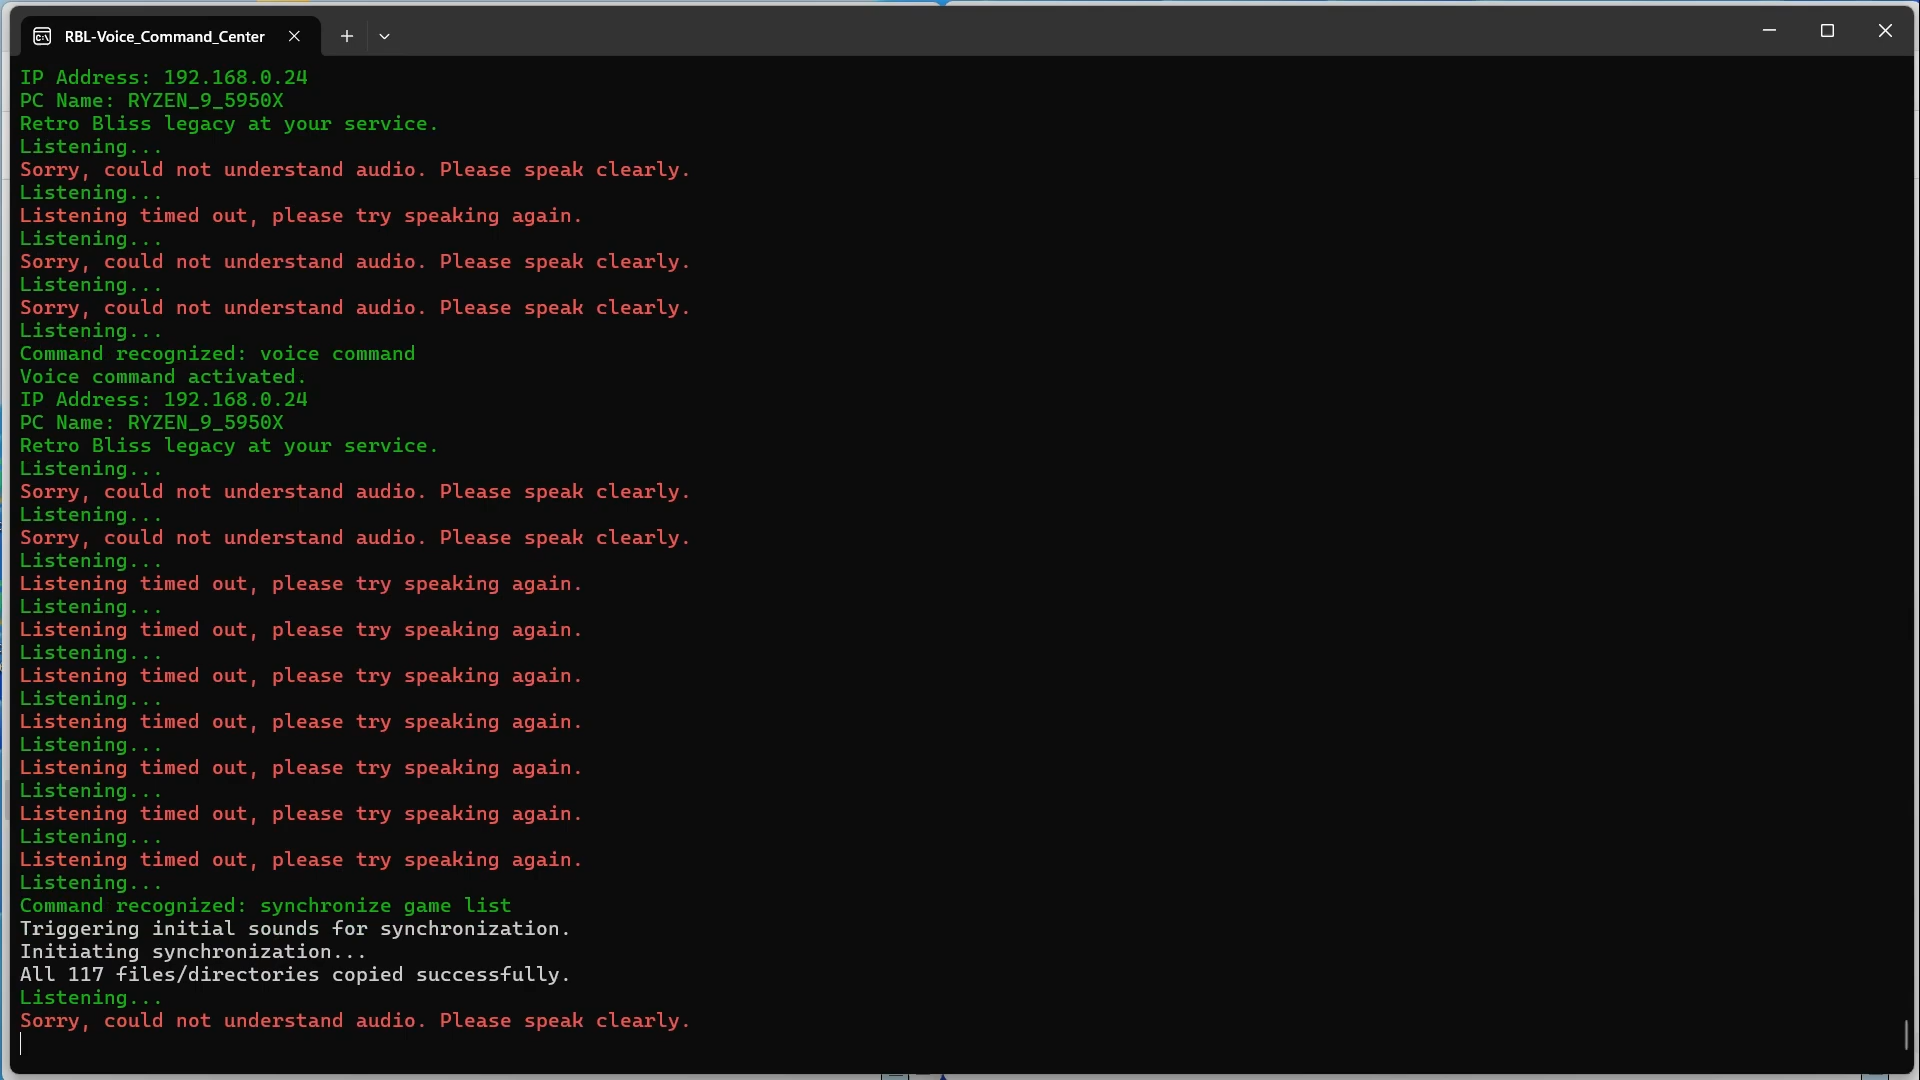 RBL-Voice_Command_Center
IP Address: 192.168.0.24
PC Name: RYZEN_9_5950X
Retro Bliss legacy at your service.
Listening...
Sorry, could not understand audio. Please speak clearly.
Listening...
Listening timed out, please try speaking again.
Listening...
Sorry, could not understand audio. Please speak clearly.
Listening...
Sorry, could not understand audio. Please speak clearly.
Listening...
Command recognized: voice command
Voice command activated.
IP Address: 192.168.0.24
PC Name: RYZEN_9_5950X
Retro Bliss legacy at your service.
Listening...
Sorry, could not understand audio. Please speak clearly.
Listening...
Sorry, could not understand audio. Please speak clearly.
Listening...
Listening timed out, please try speaking again.
Listening...
Listening timed out, please try speaking again.
Listening...
Listening timed out, please try speaking again.
Listening...
Listening timed out, please try speaking again.
Listening...
Listening timed out, please try speaking again.
Listening...
Listening timed out, please try speaking again.
Listening...
Listening timed out, please try speaking again.
Listening...
Command recognized: synchronize game list
Triggering initial sounds for synchronization.
Initiating synchronization...
All 117 files/directories copied successfully.
Listening...
Sorry, could not understand audio. Please speak clearly.